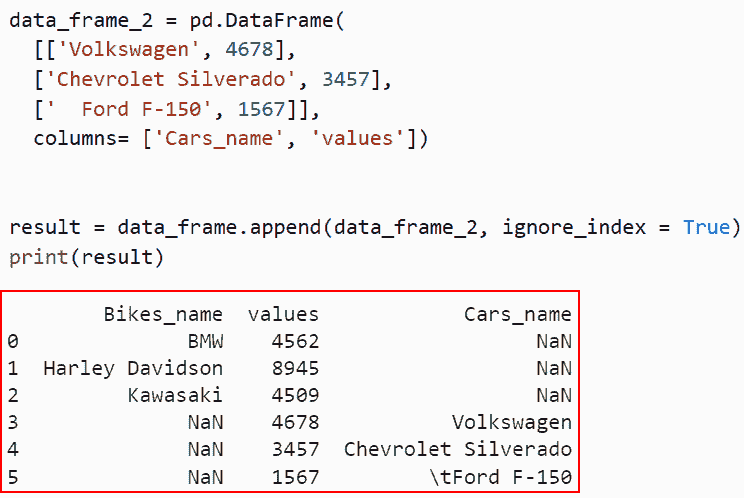 data_frame_2 = pd.DataFrame(
  [['Volkswagen', 4678],
  ['Chevrolet Silverado', 3457],
  ['  Ford F-150', 1567]],
  columns= ['Cars_name', 'values'])
result = data_frame.append(data_frame_2, ignore_index = True)
print(result)
        Bikes_name  values            Cars_name
0              BMW    4562                  NaN
1  Harley Davidson    8945                  NaN
2         Kawasaki    4509                  NaN
3              NaN    4678           Volkswagen
4              NaN    3457  Chevrolet Silverado
5              NaN    1567         \tFord F-150